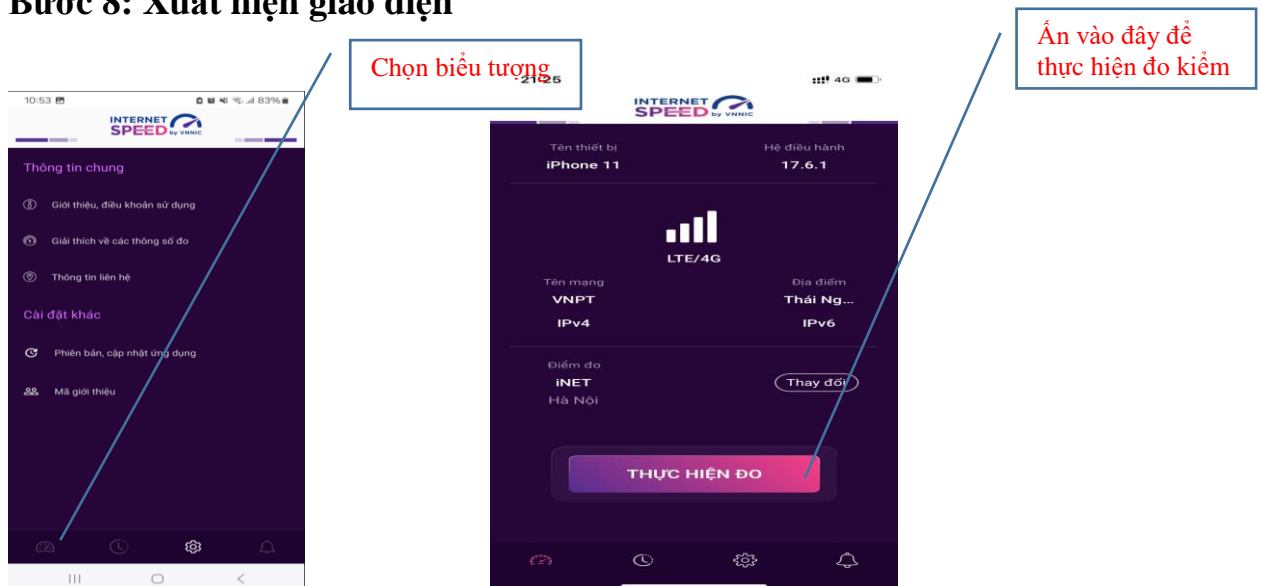 Bước 8: Xuất hiện giao diện
Chọn biểu tượng
Ấn vào đây để
thực hiện đo kiểm
10:53
83%
INTERNET
SPEED by VNNIC
Thông tin chung
Giới thiệu, điều khoản sử dụng
Giải thích về các thông số đo
Thông tin liên hệ
Cài đặt khác
Phiên bản, cập nhật ứng dụng
Mã giới thiệu
21:25
4G
INTERNET
SPEED by VNNIC
Tên thiết bị
Hệ điều hành
iPhone 11
17.6.1
LTE/4G
Tên mạng
Địa điểm
VNPT
Thái Ng...
IPv4
IPv6
Điểm đo
iNET
Thay đổi
Hà Nội
THỰC HIỆN ĐO